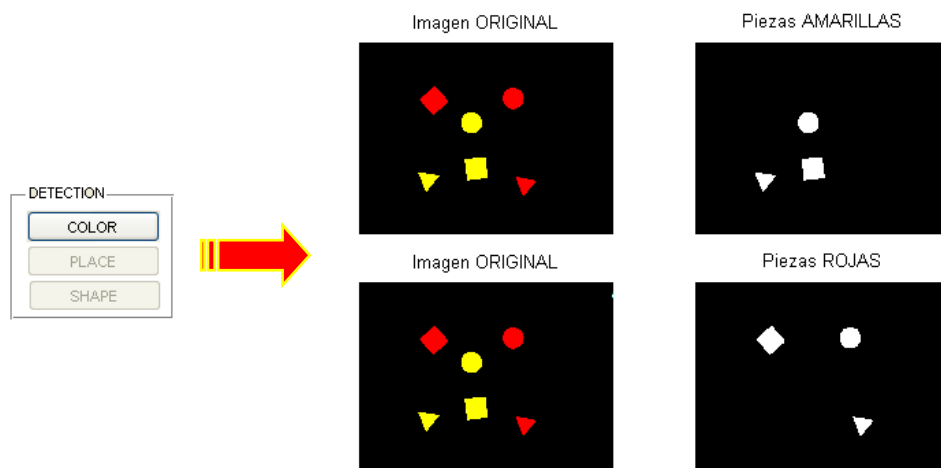 Imagen ORIGINAL
Piezas AMARILLAS
DETECTION
COLOR
PLACE
SHAPE
Imagen ORIGINAL
Piezas ROJAS